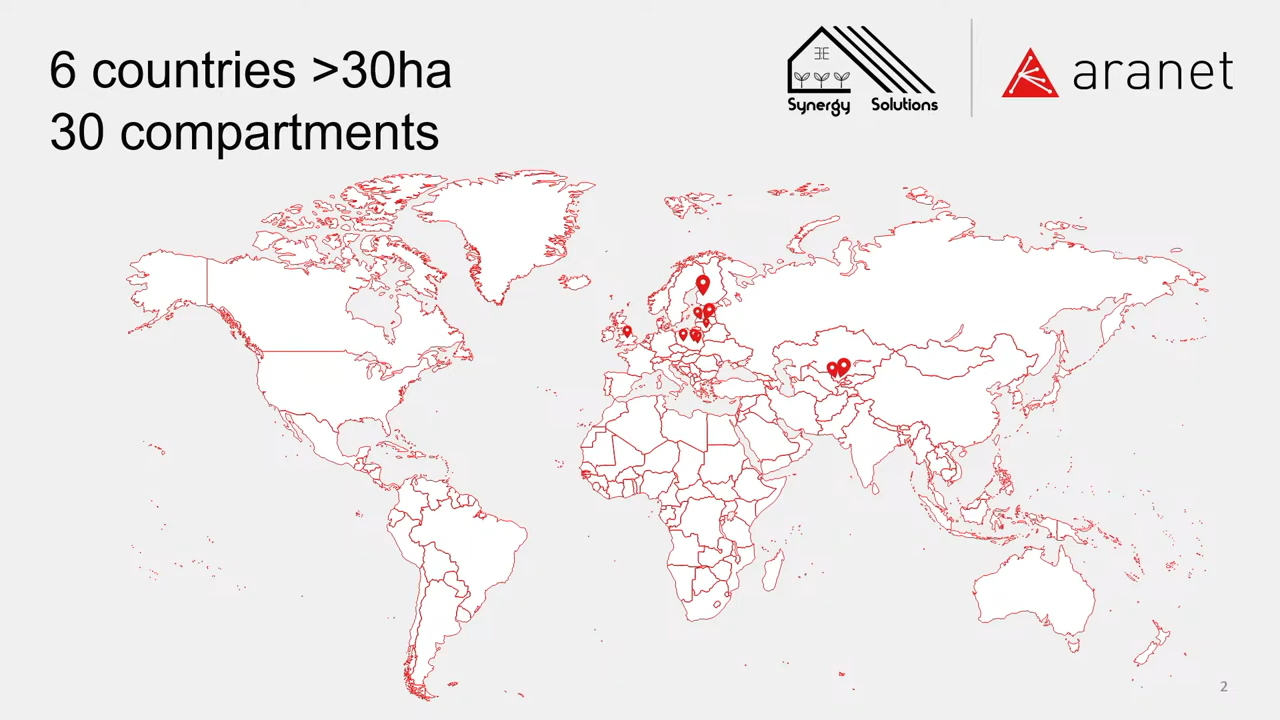 6 countries >30ha
30 compartments
Synergy Solutions
aranet
2